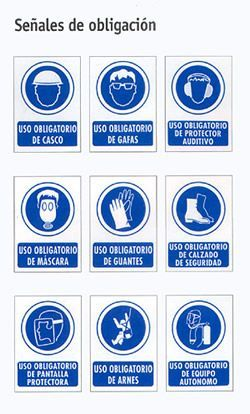 Señales de obligación
USO OBLIGATORIO
DE CASCO
USO OBLIGATORIO
DE GAFAS
USO OBLIGATORIO
DE PROTECTOR
AUDITIVO
USO OBLIGATORIO
DE MÁSCARA
USO OBLIGATORIO
DE GUANTES
USO OBLIGATORIO
DE CALZADO
DE SEGURIDAD
USO OBLIGATORIO
DE PANTALLA
PROTECTORA
USO OBLIGATORIO
DE ARNES
USO OBLIGATORIO
DE EQUIPO
AUTONOMO